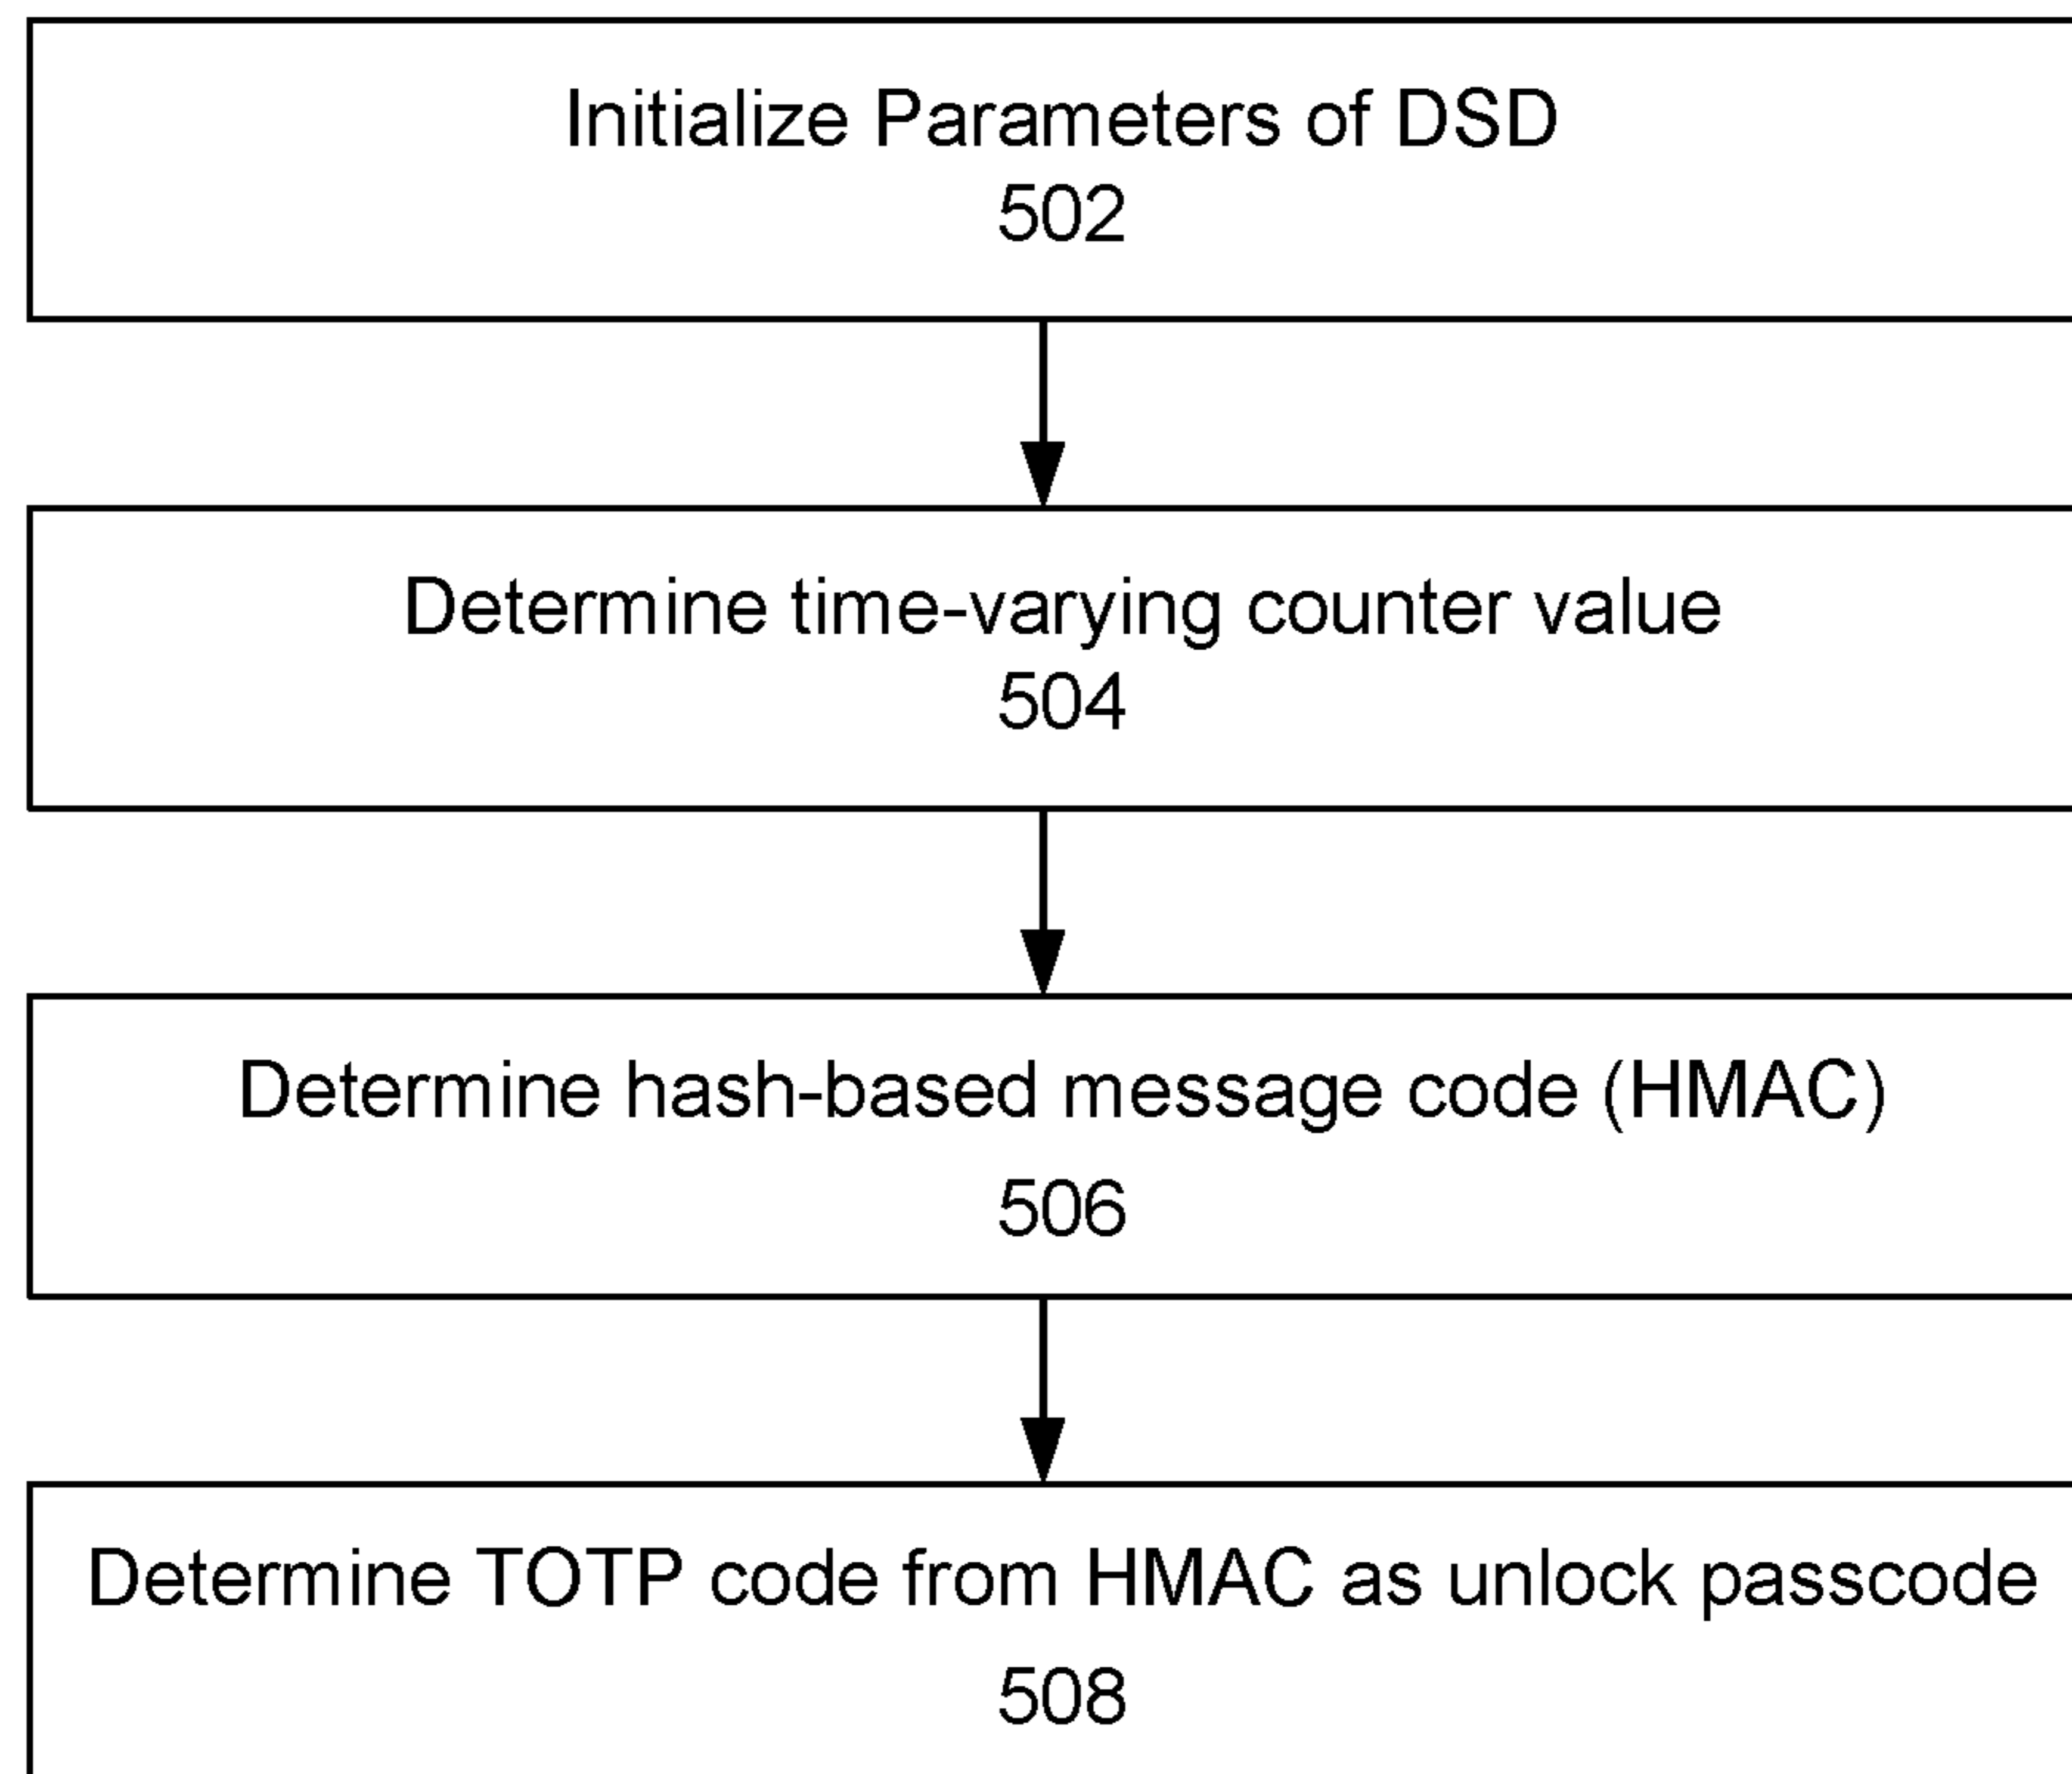 Initialize Parameters of DSD
502
Determine time-varying counter value
504
Determine hash-based message code (HMAC)
506
Determine TOTP code from HMAC as unlock passcode
508